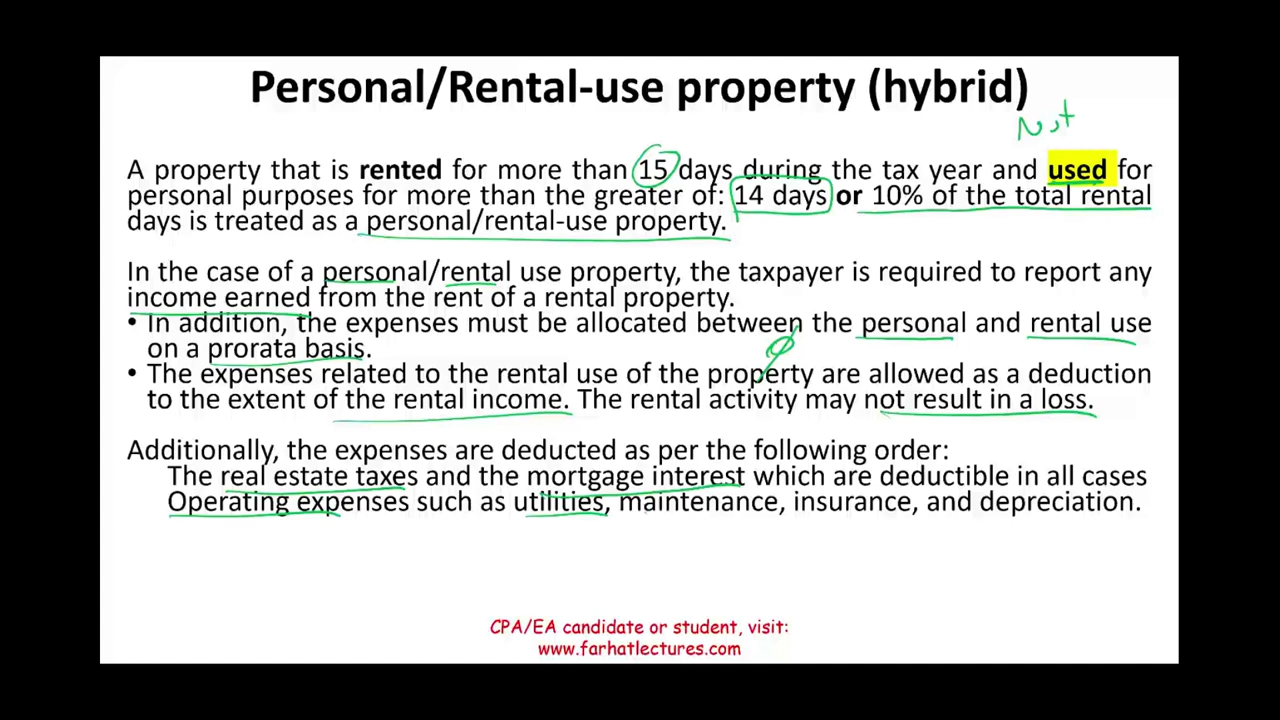 Personal/Rental-use property (hybrid)
Not
A property that is rented for more than 15 days during the tax year and used for
personal purposes for more than the greater of: 14 days or 10% of the total rental
days is treated as a personal/rental-use property.
In the case of a personal/rental use property, the taxpayer is required to report any
income earned from the rent of a rental property.
• In addition, the expenses must be allocated between the personal and rental use
on a prorata basis.
• The expenses related to the rental use of the property are allowed as a deduction
to the extent of the rental income. The rental activity may not result in a loss.
Additionally, the expenses are deducted as per the following order:
The real estate taxes and the mortgage interest which are deductible in all cases
Operating expenses such as utilities, maintenance, insurance, and depreciation.
CPA/EA candidate or student, visit:
www.farhatlectures.com